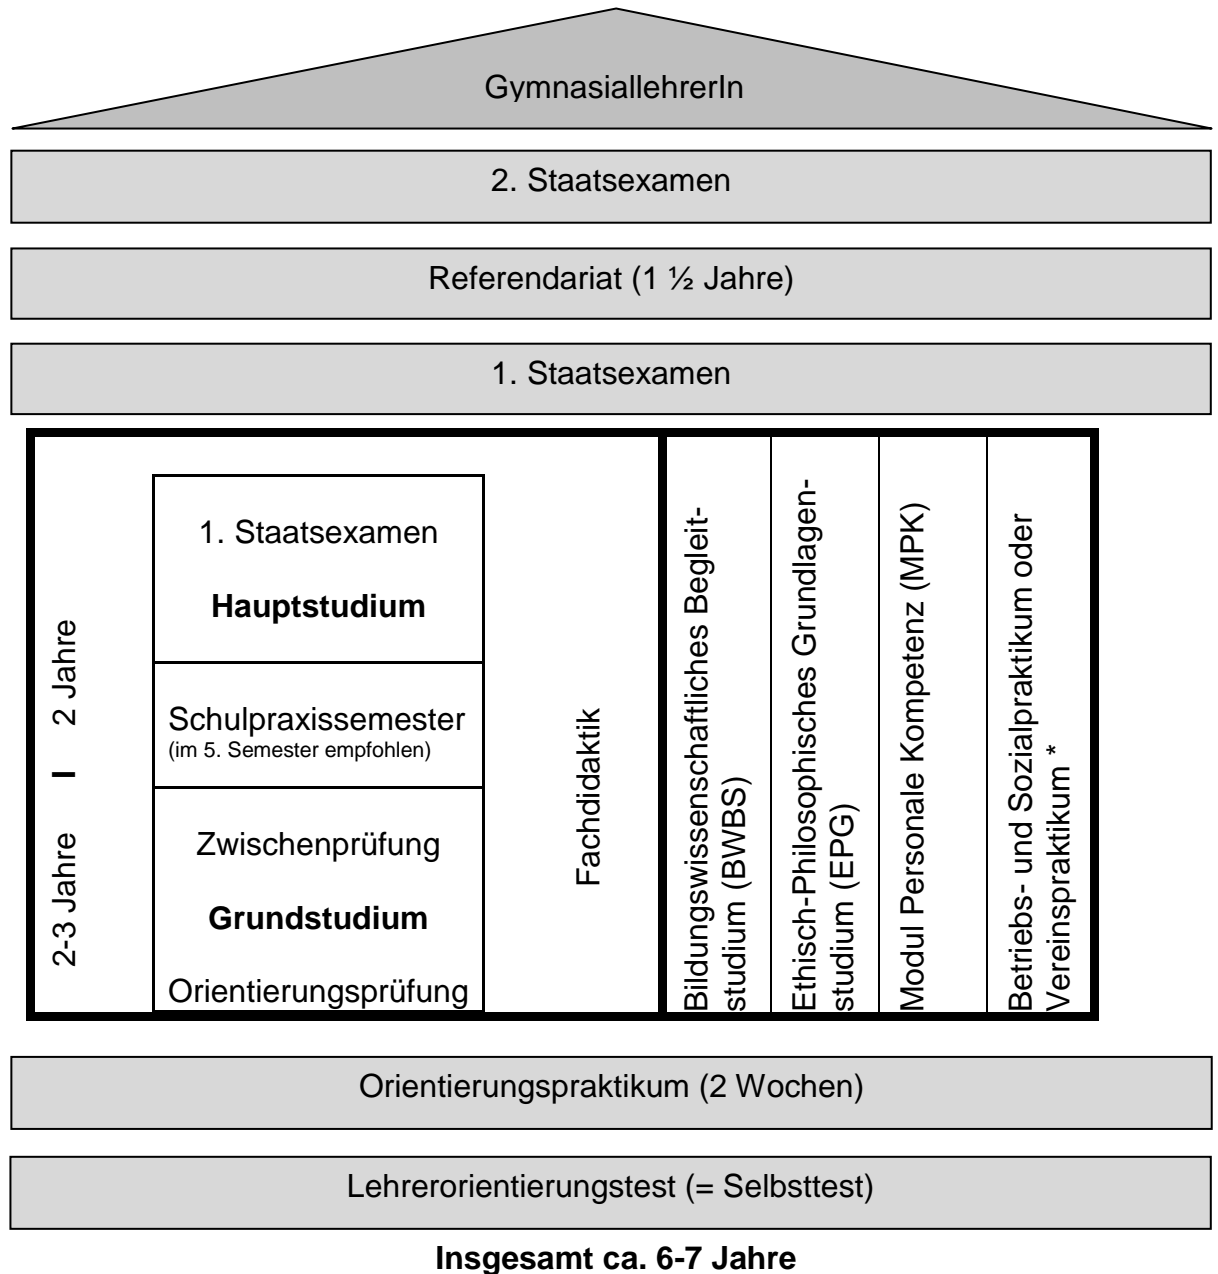 GymnasiallehrerIn
2. Staatsexamen
Referendariat (1 ½ Jahre)
1. Staatsexamen
2-3 Jahre I 2 Jahre
1. Staatsexamen
Hauptstudium
Schulpraxissemester
(im 5. Semester empfohlen)
Zwischenprüfung
Grundstudium
Orientierungsprüfung
Fachdidaktik
Bildungswissenschaftliches Begleit-
studium (BWBS)
Ethisch-Philosophisches Grundlagen-
studium (EPG)
Modul Personale Kompetenz (MPK)
Betriebs- und Sozialpraktikum oder
Vereinspraktikum *
Orientierungspraktikum (2 Wochen)
Lehrerorientierungstest (= Selbsttest)
Insgesamt ca. 6-7 Jahre